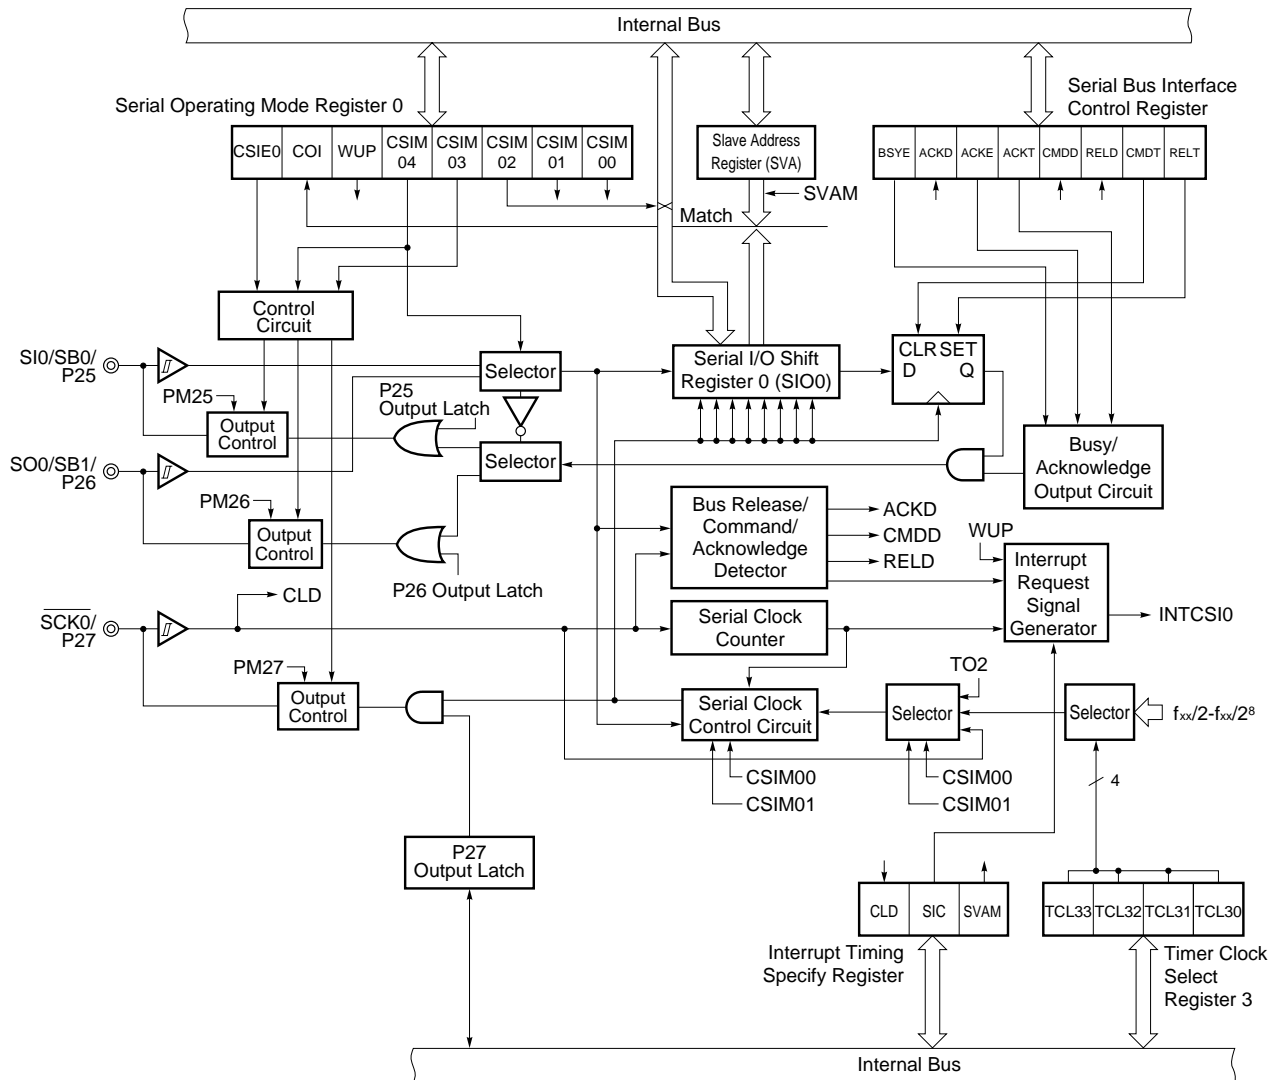 Internal Bus
Serial Operating Mode Register 0
Serial Bus Interface
Control Register
CSIE0 COI WUP CSIM 04 CSIM 03 CSIM 02 CSIM 01 CSIM 00
Slave Address
Register (SVA)
BSYE ACKD ACKE ACKT CMDD RELD CMDT RELT
SVAM
Match
Control
Circuit
SI0/SB0/
P25
Selector
Serial I/O Shift
Register 0 (SIO0)
CLR SET
D Q
PM25
P25
Output Latch
Output
Control
SO0/SB1/
P26
Selector
Busy/
Acknowledge
Output Circuit
PM26
Output
Control
P26 Output Latch
Bus Release/
Command/
Acknowledge
Detector
ACKD
CMDD
RELD
WUP
Interrupt
Request
Signal
Generator
INTCSI0
CLD
SCK0/
P27
Serial Clock
Counter
PM27
Output
Control
Serial Clock
Control Circuit
TO2
Selector
Selector
fxx/2-fxx/2⁸
CSIM00
CSIM01
CSIM00
CSIM01
4
P27
Output Latch
CLD SIC SVAM
TCL33 TCL32 TCL31 TCL30
Interrupt Timing
Specify Register
Timer Clock
Select
Register 3
Internal Bus